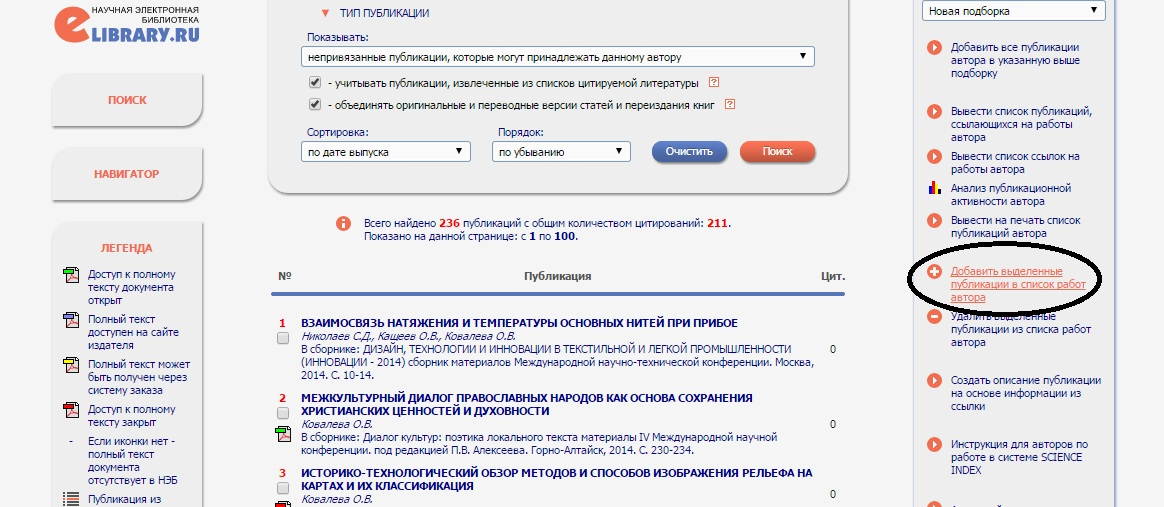 НАУЧНАЯ ЭЛЕКТРОННАЯ
БИБЛИОТЕКА
eLIBRARY.RU
ПОИСК
НАВИГАТОР
ЛЕГЕНДА
Доступ к полному
тексту документа
открыт
Полный текст
доступен на сайте
издателя
Полный текст может
быть получен через
систему заказа
Доступ к полному
тексту закрыт
- Если иконки нет -
полный текст
документа
отсутствует в НЭБ
Публикация из
ТИП ПУБЛИКАЦИИ
Показывать:
непривязанные публикации, которые могут принадлежать данному автору
- учитывать публикации, извлеченные из списков цитируемой литературы ?
- объединять оригинальные и переводные версии статей и переиздания книг ?
Сортировка: Порядок:
по дате выпуска по убыванию Очистить Поиск
Всего найдено 236 публикаций с общим количеством цитирований: 211.
Показано на данной странице: с 1 по 100.
№ Публикация Цит.
1 ВЗАИМОСВЯЗЬ НАТЯЖЕНИЯ И ТЕМПЕРАТУРЫ ОСНОВНЫХ НИТЕЙ ПРИ ПРИБОЕ
Николаев С.Д., Кащеев О.В., Ковалева О.В.
В сборнике: ДИЗАЙН, ТЕХНОЛОГИИ И ИННОВАЦИИ В ТЕКСТИЛЬНОЙ И ЛЕГКОЙ ПРОМЫШЛЕННОСТИ 0
(ИННОВАЦИИ - 2014) сборник материалов Международной научно-технической конференции. Москва,
2014. С. 10-14.
2 МЕЖКУЛЬТУРНЫЙ ДИАЛОГ ПРАВОСЛАВНЫХ НАРОДОВ КАК ОСНОВА СОХРАНЕНИЯ
ХРИСТИАНСКИХ ЦЕННОСТЕЙ И ДУХОВНОСТИ
Ковалева О.В. 0
В сборнике: Диалог культур: поэтика локального текста материалы IV Международной научной
конференции. под редакцией П.В. Алексеева. Горно-Алтайск, 2014. С. 230-234.
3 ИСТОРИКО-ТЕХНОЛОГИЧЕСКИЙ ОБЗОР МЕТОДОВ И СПОСОБОВ ИЗОБРАЖЕНИЯ РЕЛЬЕФА НА
КАРТАХ И ИХ КЛАССИФИКАЦИЯ
Ковалева О.В. 0
Новая подборка
Добавить все публикации
автора в указанную выше
подборку
Вывести список публикаций,
ссылающихся на работы
автора
Вывести список ссылок на
работы автора
Анализ публикационной
активности автора
Вывести на печать список
публикаций автора
Добавить выделенные
публикации в список работ
автора
Удалить выделенные
публикации из списка работ
автора
Создать описание публикации
на основе информации из
ссылки
Инструкция для авторов по
работе в системе SCIENCE
INDEX